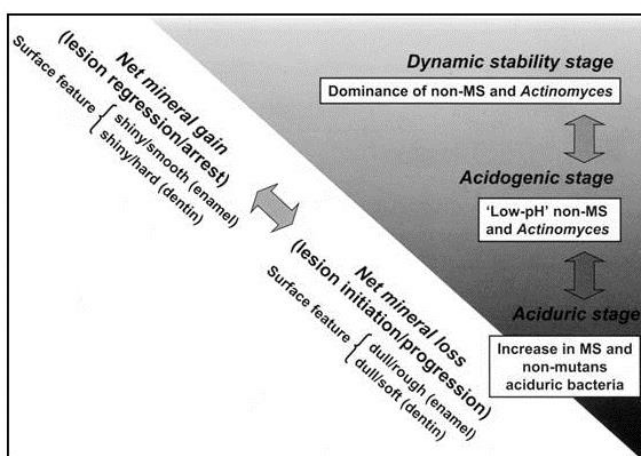 Net mineral gain
(lesion regression/arrest)
Surface feature
shiny/smooth (enamel)
shiny/hard (dentin)
Net mineral loss
(lesion initiation/progression)
Surface feature
dull/rough (enamel)
dull/soft (dentin)
Dynamic stability stage
Dominance of non-MS and Actinomyces
Acidogenic stage
‘Low-pH’ non-MS
and Actinomyces
Aciduric stage
Increase in MS and
non-mutans
aciduric bacteria